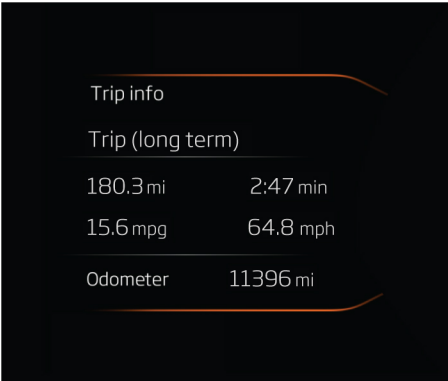 Trip info
Trip (long term)
180.3 mi 2:47 min
15.6 mpg 64.8 mph
Odometer 11396 mi